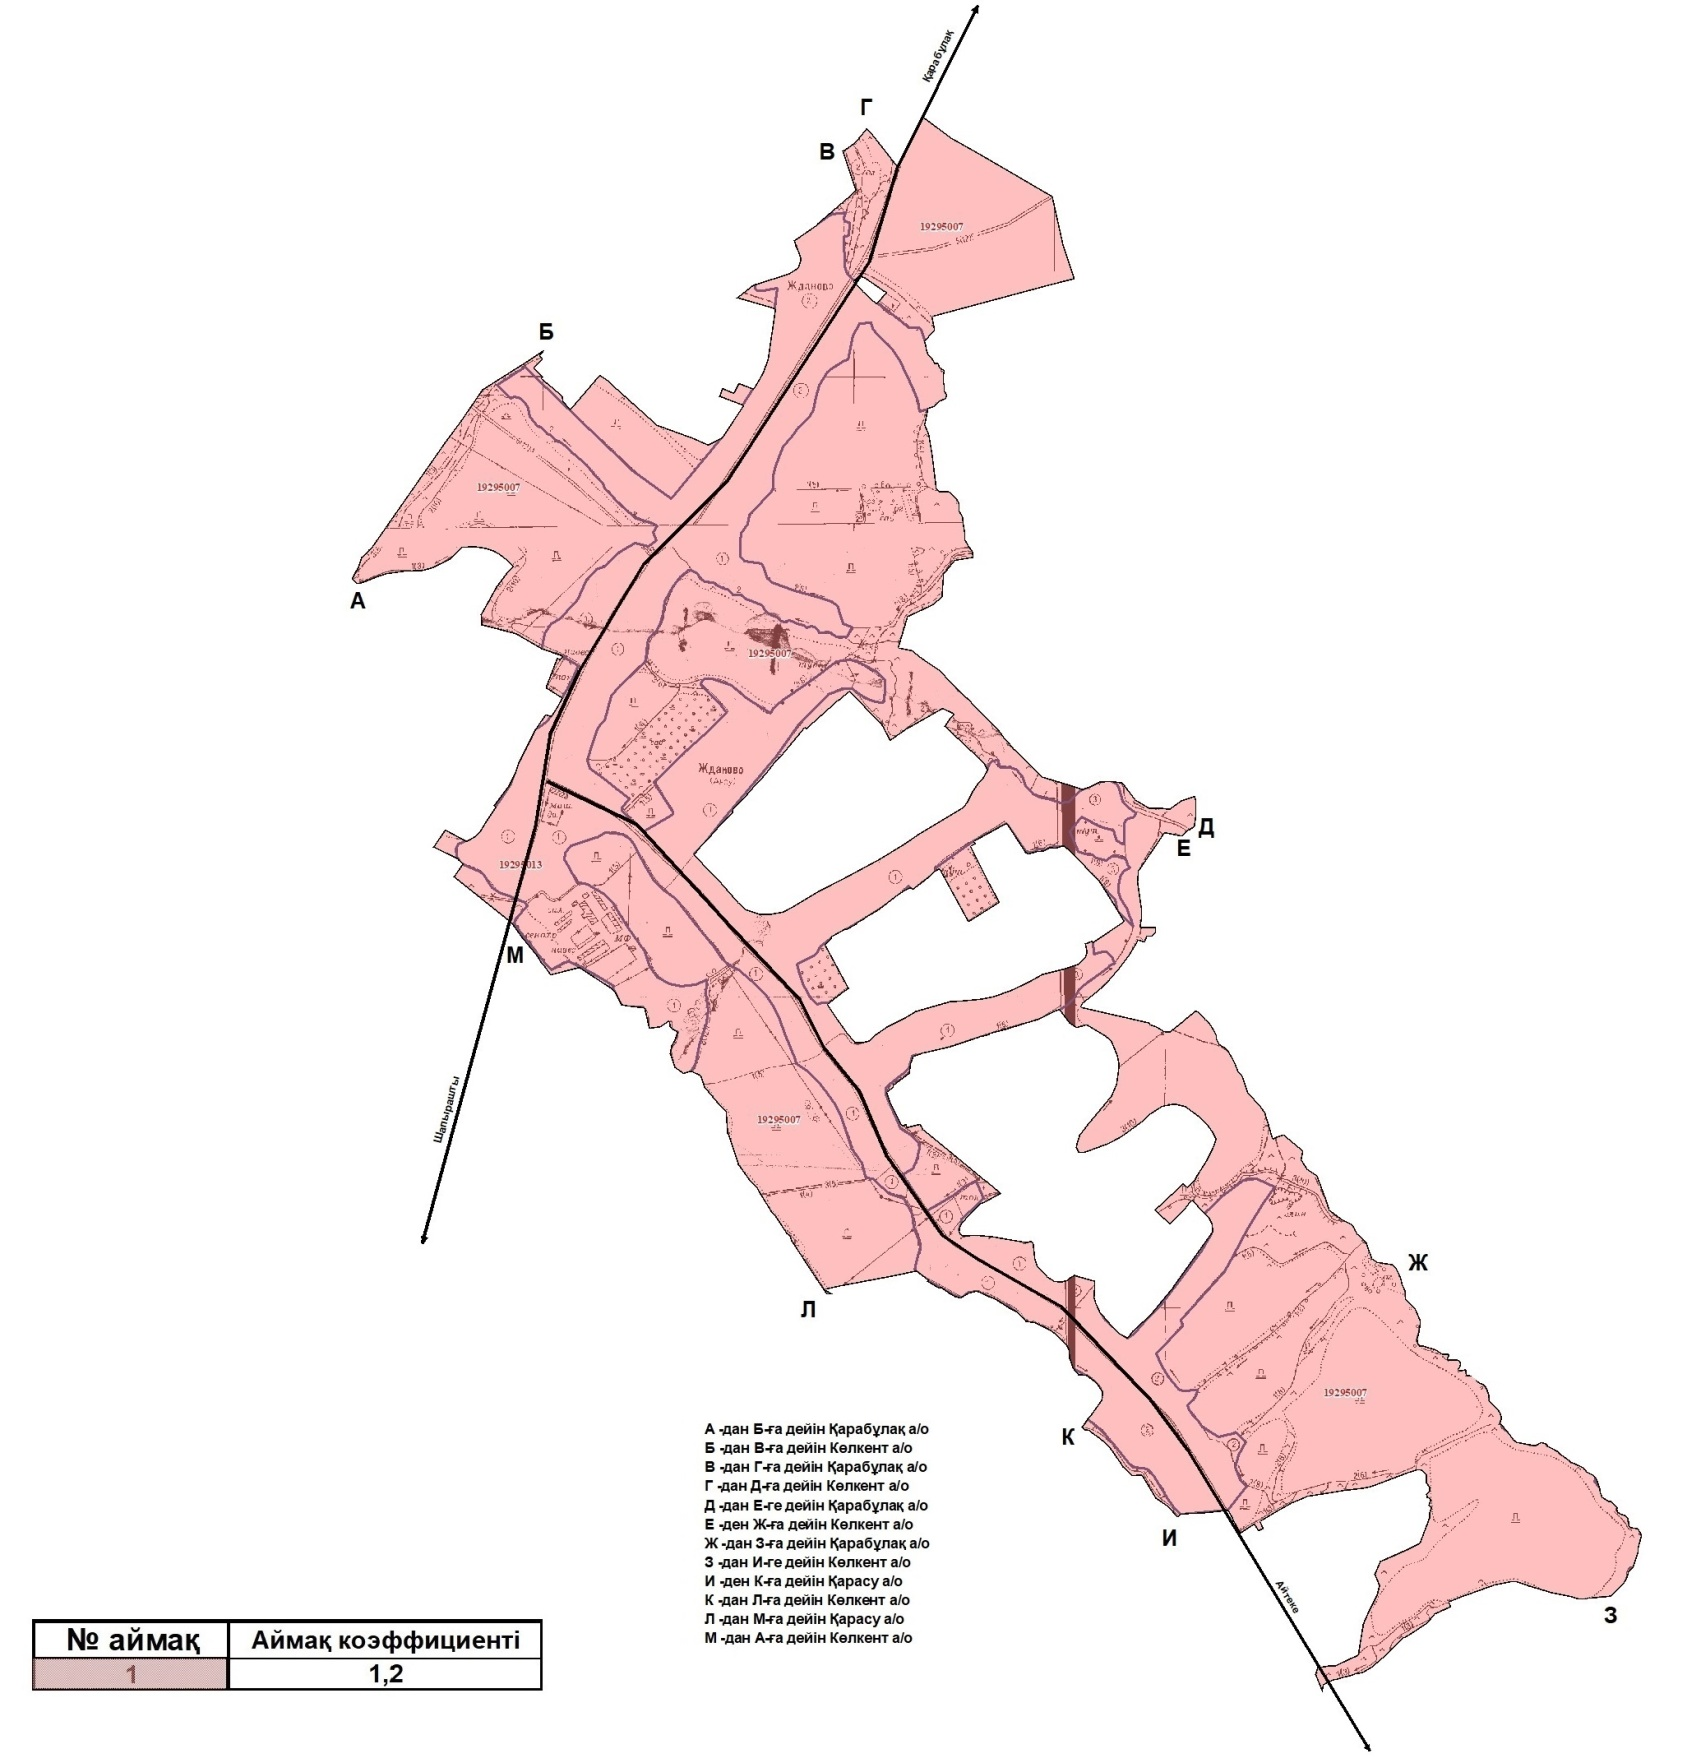 Қарабұлақ
Г
В
19295007
Жданово
Б
19295007
А
19295007
Жданово
(Аксу)
Д
Е
19295013
М
Шапырашты
19295007
Ж
Л
19295007
К
И
Айтеке
З
А -дан Б-ға дейін Қарабұлақ а/о
Б -дан В-ға дейін Көлкент а/о
В -дан Г-ға дейін Қарабұлақ а/о
Г -дан Д-ға дейін Көлкент а/о
Д -дан Е-ге дейін Қарабұлақ а/о
Е -ден Ж-ға дейін Көлкент а/о
Ж -дан З-ға дейін Қарабұлақ а/о
З -дан И-ге дейін Көлкент а/о
И -ден К-ға дейін Қарасу а/о
К -дан Л-ға дейін Көлкент а/о
Л -дан М-ға дейін Қарасу а/о
М -дан А-ға дейін Көлкент а/о
№ аймақ Аймақ коэффициенті
1 1,2